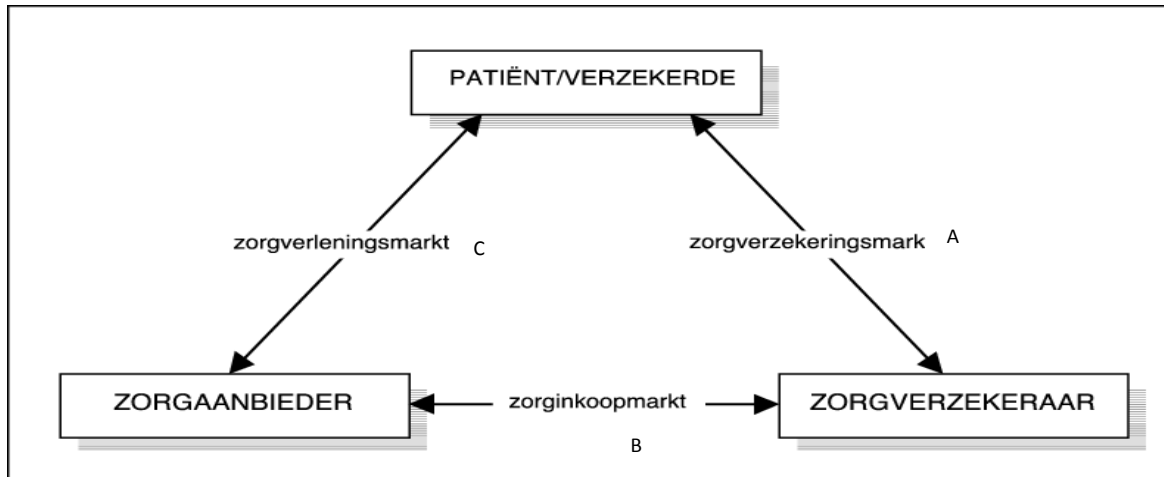 PATIËNT/VERZEKERDE
zorgverleningsmarkt C
zorgverzekeringsmark A
ZORGAANBIEDER
zorginkoopmarkt
ZORGVERZEKERAAR
B